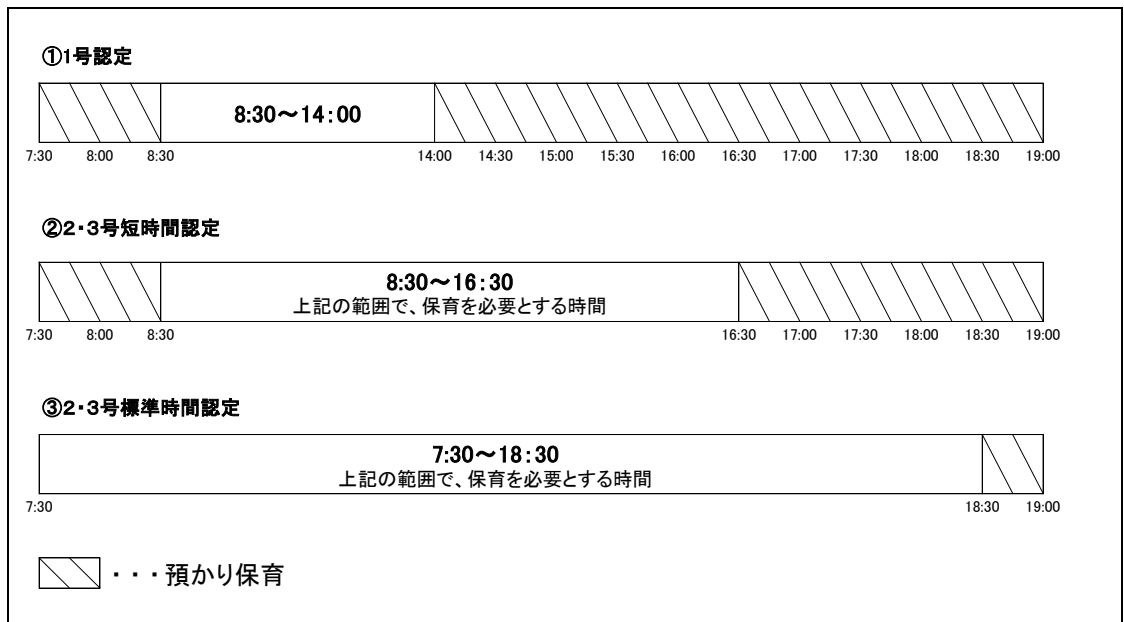 ①1号認定
8:30～14:00
7:30 8:00 8:30 14:00 14:30 15:00 15:30 16:00 16:30 17:00 17:30 18:00 18:30 19:00
②2・3号短時間認定
8:30～16:30
上記の範囲で、保育を必要とする時間
7:30 8:00 8:30 16:30 17:00 17:30 18:00 18:30 19:00
③2・3号標準時間認定
7:30～18:30
上記の範囲で、保育を必要とする時間
7:30 18:30 19:00
・・・預かり保育